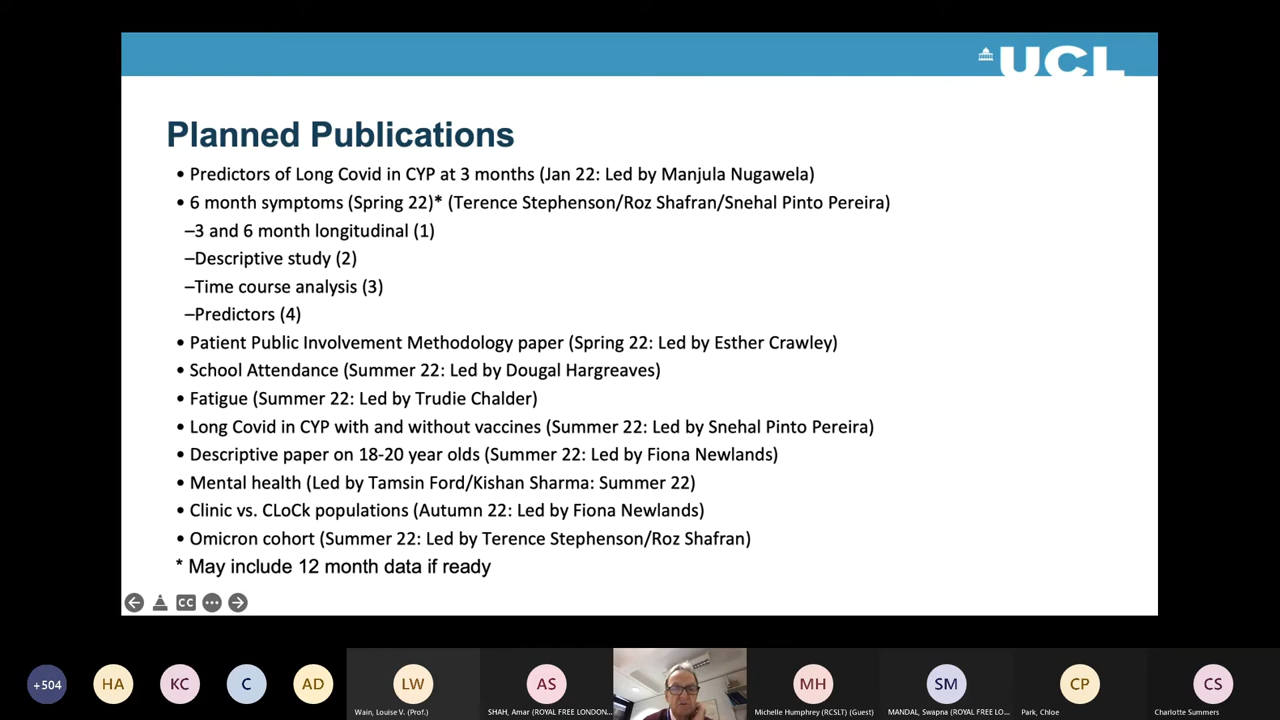 UCL
Planned Publications
• Predictors of Long Covid in CYP at 3 months (Jan 22: Led by Manjula Nugawela)
• 6 month symptoms (Spring 22)* (Terence Stephenson/Roz Shafran/Snehal Pinto Pereira)
–3 and 6 month longitudinal (1)
–Descriptive study (2)
–Time course analysis (3)
–Predictors (4)
• Patient Public Involvement Methodology paper (Spring 22: Led by Esther Crawley)
• School Attendance (Summer 22: Led by Dougal Hargreaves)
• Fatigue (Summer 22: Led by Trudie Chalder)
• Long Covid in CYP with and without vaccines (Summer 22: Led by Snehal Pinto Pereira)
• Descriptive paper on 18-20 year olds (Summer 22: Led by Fiona Newlands)
• Mental health (Led by Tamsin Ford/Kishan Sharma: Summer 22)
• Clinic vs. CLoCk populations (Autumn 22: Led by Fiona Newlands)
• Omicron cohort (Summer 22: Led by Terence Stephenson/Roz Shafran)
* May include 12 month data if ready
CC
+504 HA KC C AD LW AS MH SM CP CS
Wain, Louise V. (Prof.) SHAH, Amar (ROYAL FREE LONDON... Michelle Humphrey (RCSLT) (Guest) MANDAL, Swapna (ROYAL FREE LO... Park, Chloe Charlotte Summers